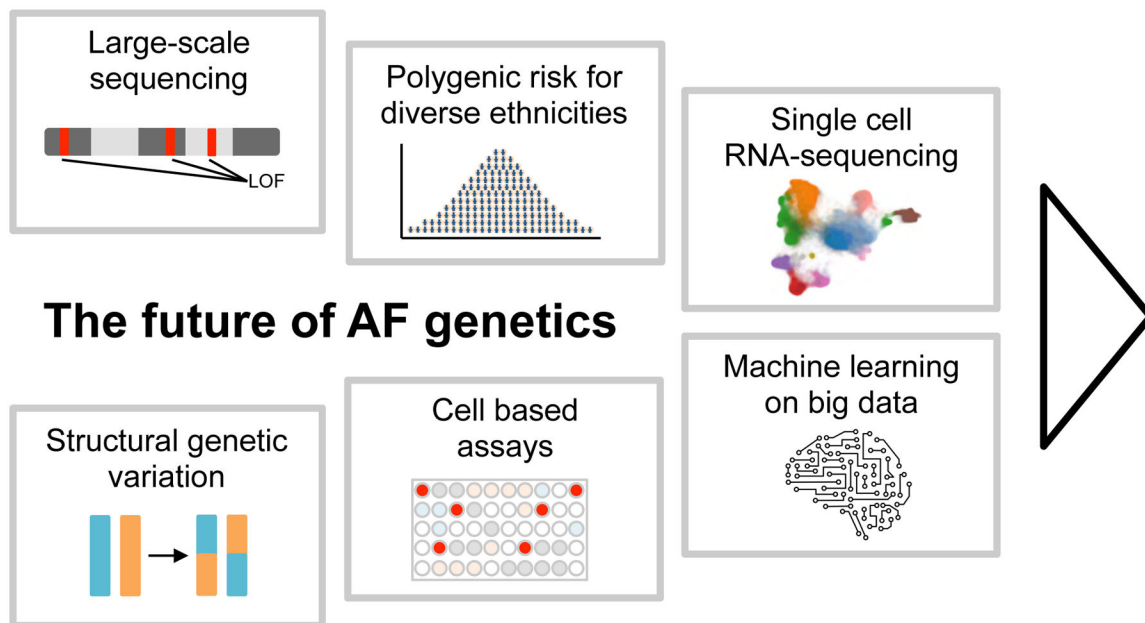 Large-scale
sequencing
LOF
Polygenic risk for
diverse ethnicities
Single cell
RNA-sequencing
The future of AF genetics
Structural genetic
variation
Cell based
assays
Machine learning
on big data